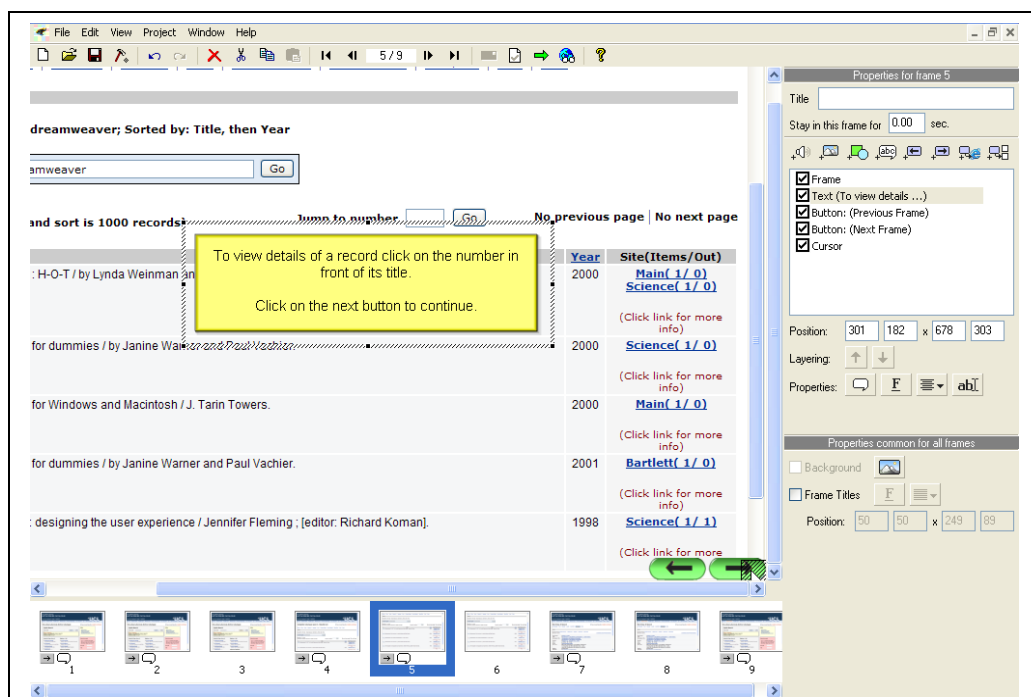 File Edit View Project Window Help
5 / 9
Properties for frame 5
Title
Stay in this frame for 0.00 sec.
Frame
Text (To view details ...)
Button: (Previous Frame)
Button: (Next Frame)
Cursor
Position: 301 182 x 678 303
Layering:
Properties: F abI
Properties common for all frames
Background
Frame Titles F
Position: 50 50 x 249 89
dreamweaver; Sorted by: Title, then Year
amweaver Go
and sort is 1000 records
Jump to number Go No previous page | No next page
To view details of a record click on the number in
front of its title.
Click on the next button to continue.
Year Site(Items/Out)
: H-O-T / by Lynda Weinman an 2000 Main( 1/ 0)
Science( 1/ 0)
(Click link for more
info)
for dummies / by Janine Warner and Paul Vachier. 2000 Science( 1/ 0)
(Click link for more
info)
for Windows and Macintosh / J. Tarin Towers. 2000 Main( 1/ 0)
(Click link for more
info)
for dummies / by Janine Warner and Paul Vachier. 2001 Bartlett( 1/ 0)
(Click link for more
info)
: designing the user experience / Jennifer Fleming ; [editor: Richard Koman]. 1998 Science( 1/ 1)
(Click link for more
1 2 3 4 5 6 7 8 9